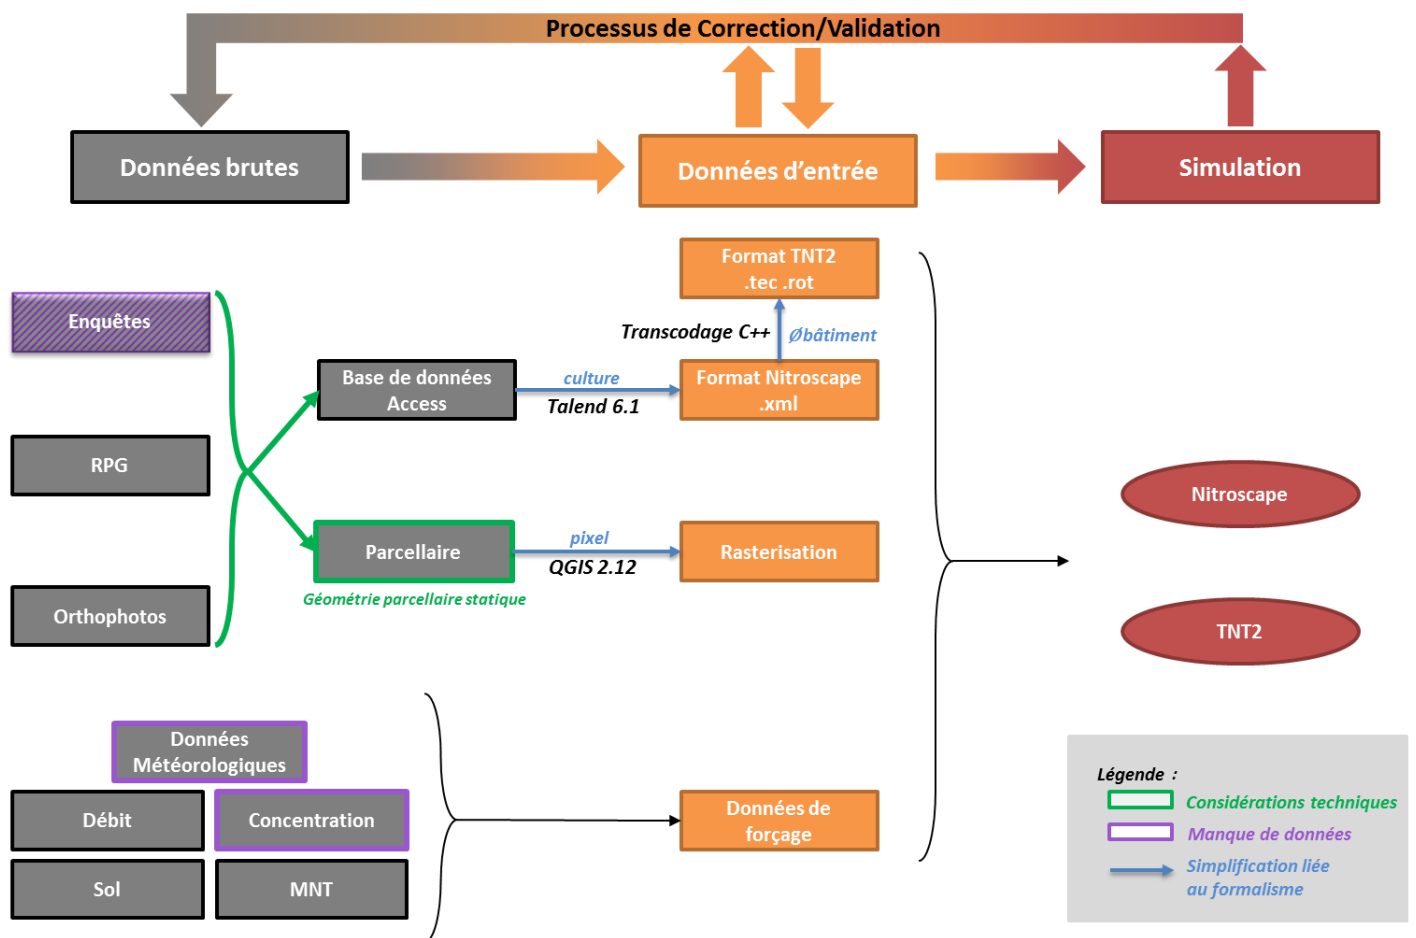 Processus de Correction/Validation
Données brutes
Données d'entrée
Simulation
Format TNT2
.tec .rot
Enquêtes
Transcodage C++
Øbâtiment
Base de données
Access
culture
Talend 6.1
Format Nitroscape
.xml
RPG
Nitroscape
Parcellaire
pixel
QGIS 2.12
Rasterisation
Géométrie parcellaire statique
Orthophotos
TNT2
Données
Météorologiques
Débit
Concentration
Données de
forçage
Sol
MNT
Légende :
Considérations techniques
Manque de données
Simplification liée
au formalisme